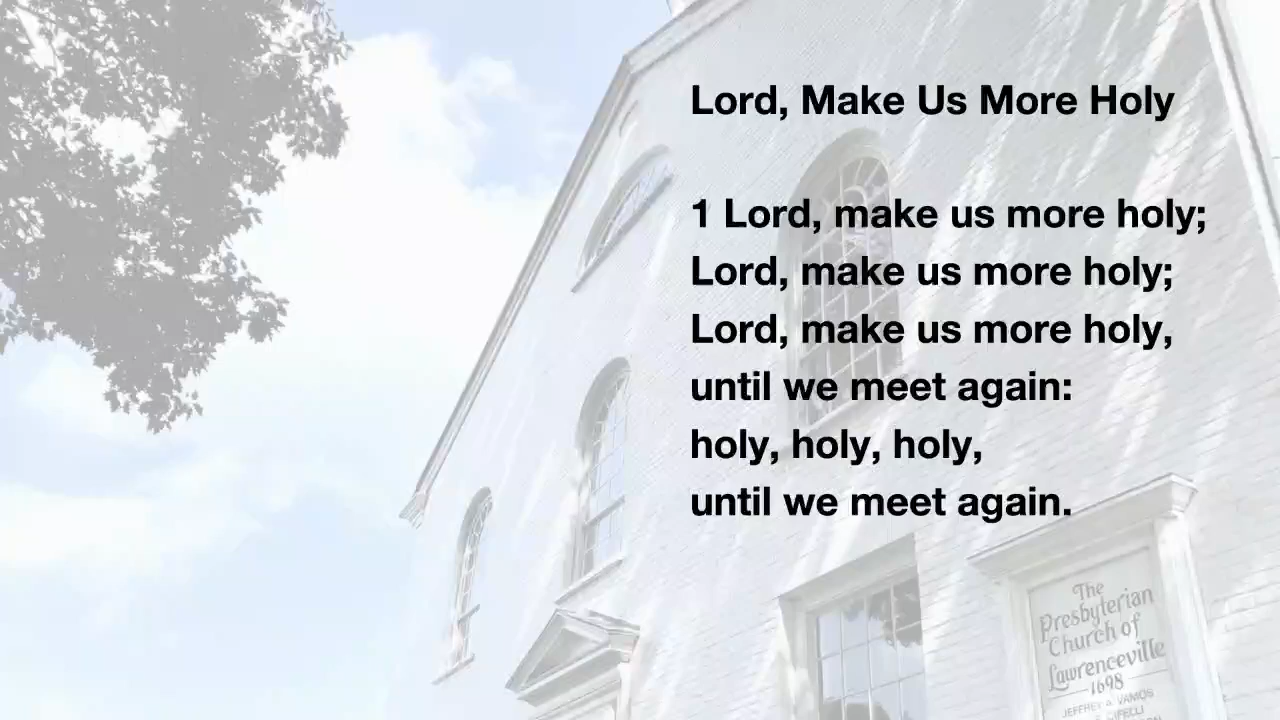 Lord, Make Us More Holy
1 Lord, make us more holy;
Lord, make us more holy;
Lord, make us more holy,
until we meet again:
holy, holy, holy,
until we meet again.
The
Presbyterian
Church of
Lawrenceville
1698
JEFFREY A. VAMOS